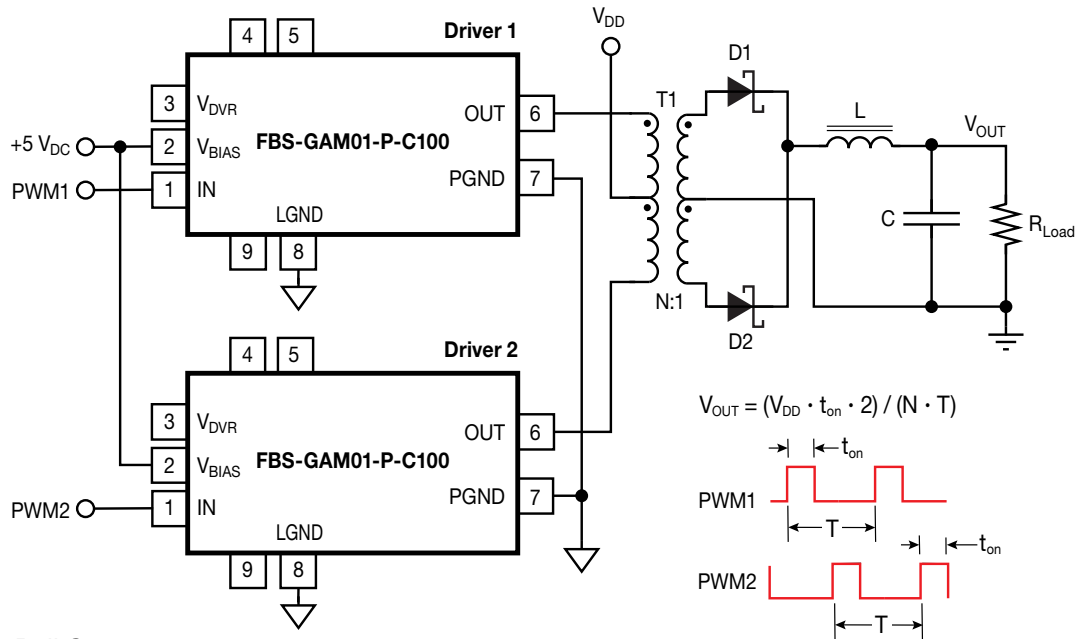 Driver 1
4 5
3 V_DVR
2 V_BIAS
1 IN
OUT 6
PGND 7
FBS-GAM01-P-C100
LGND
9 8
+5 V_DC
PWM1
V_DD
T1
N:1
D1
D2
L
V_OUT
C
R_Load
Driver 2
4 5
3 V_DVR
2 V_BIAS
1 IN
OUT 6
PGND 7
FBS-GAM01-P-C100
LGND
9 8
PWM2
V_OUT = (V_DD · t_on · 2) / (N · T)
t_on
PWM1
T
t_on
PWM2
T